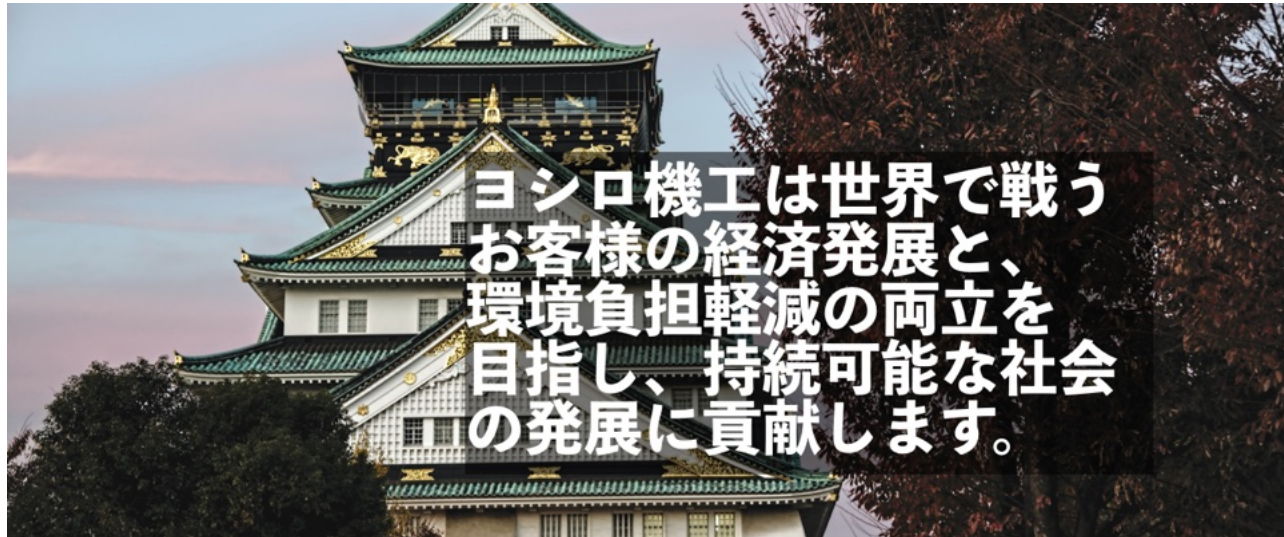 ヨシロ機工は世界で戦う
お客様の経済発展と、
環境負担軽減の両立を
目指し、持続可能な社会
の発展に貢献します。